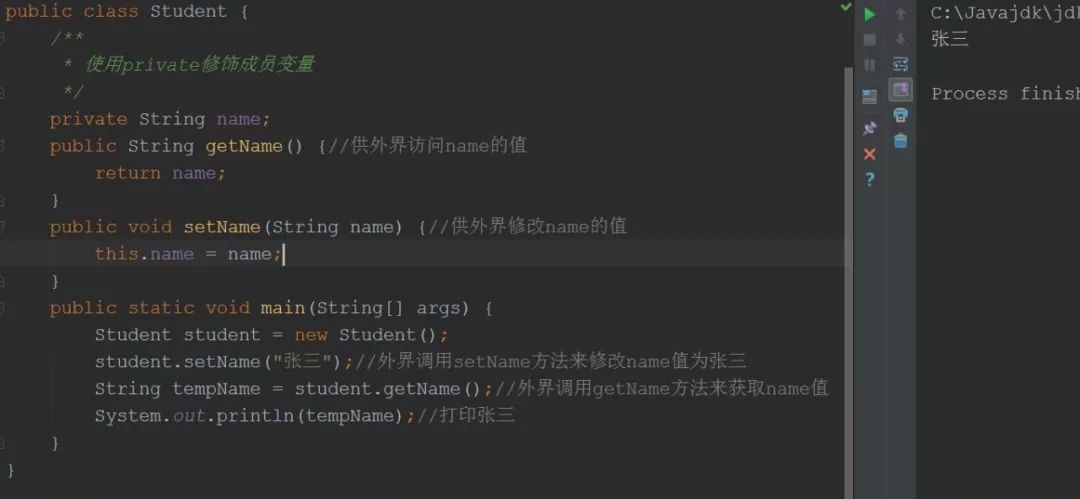 public class Student {
/**
* 使用private修饰成员变量
*/
private String name;
public String getName() {//供外界访问name的值
return name;
}
public void setName(String name) {//供外界修改name的值
this.name = name;
}
public static void main(String[] args) {
Student student = new Student();
student.setName("张三");//外界调用setName方法来修改name值为张三
String tempName = student.getName();//外界调用getName方法来获取name值
System.out.println(tempName);//打印张三
}
}
C:\Javajdk\jdk
张三
Process finish